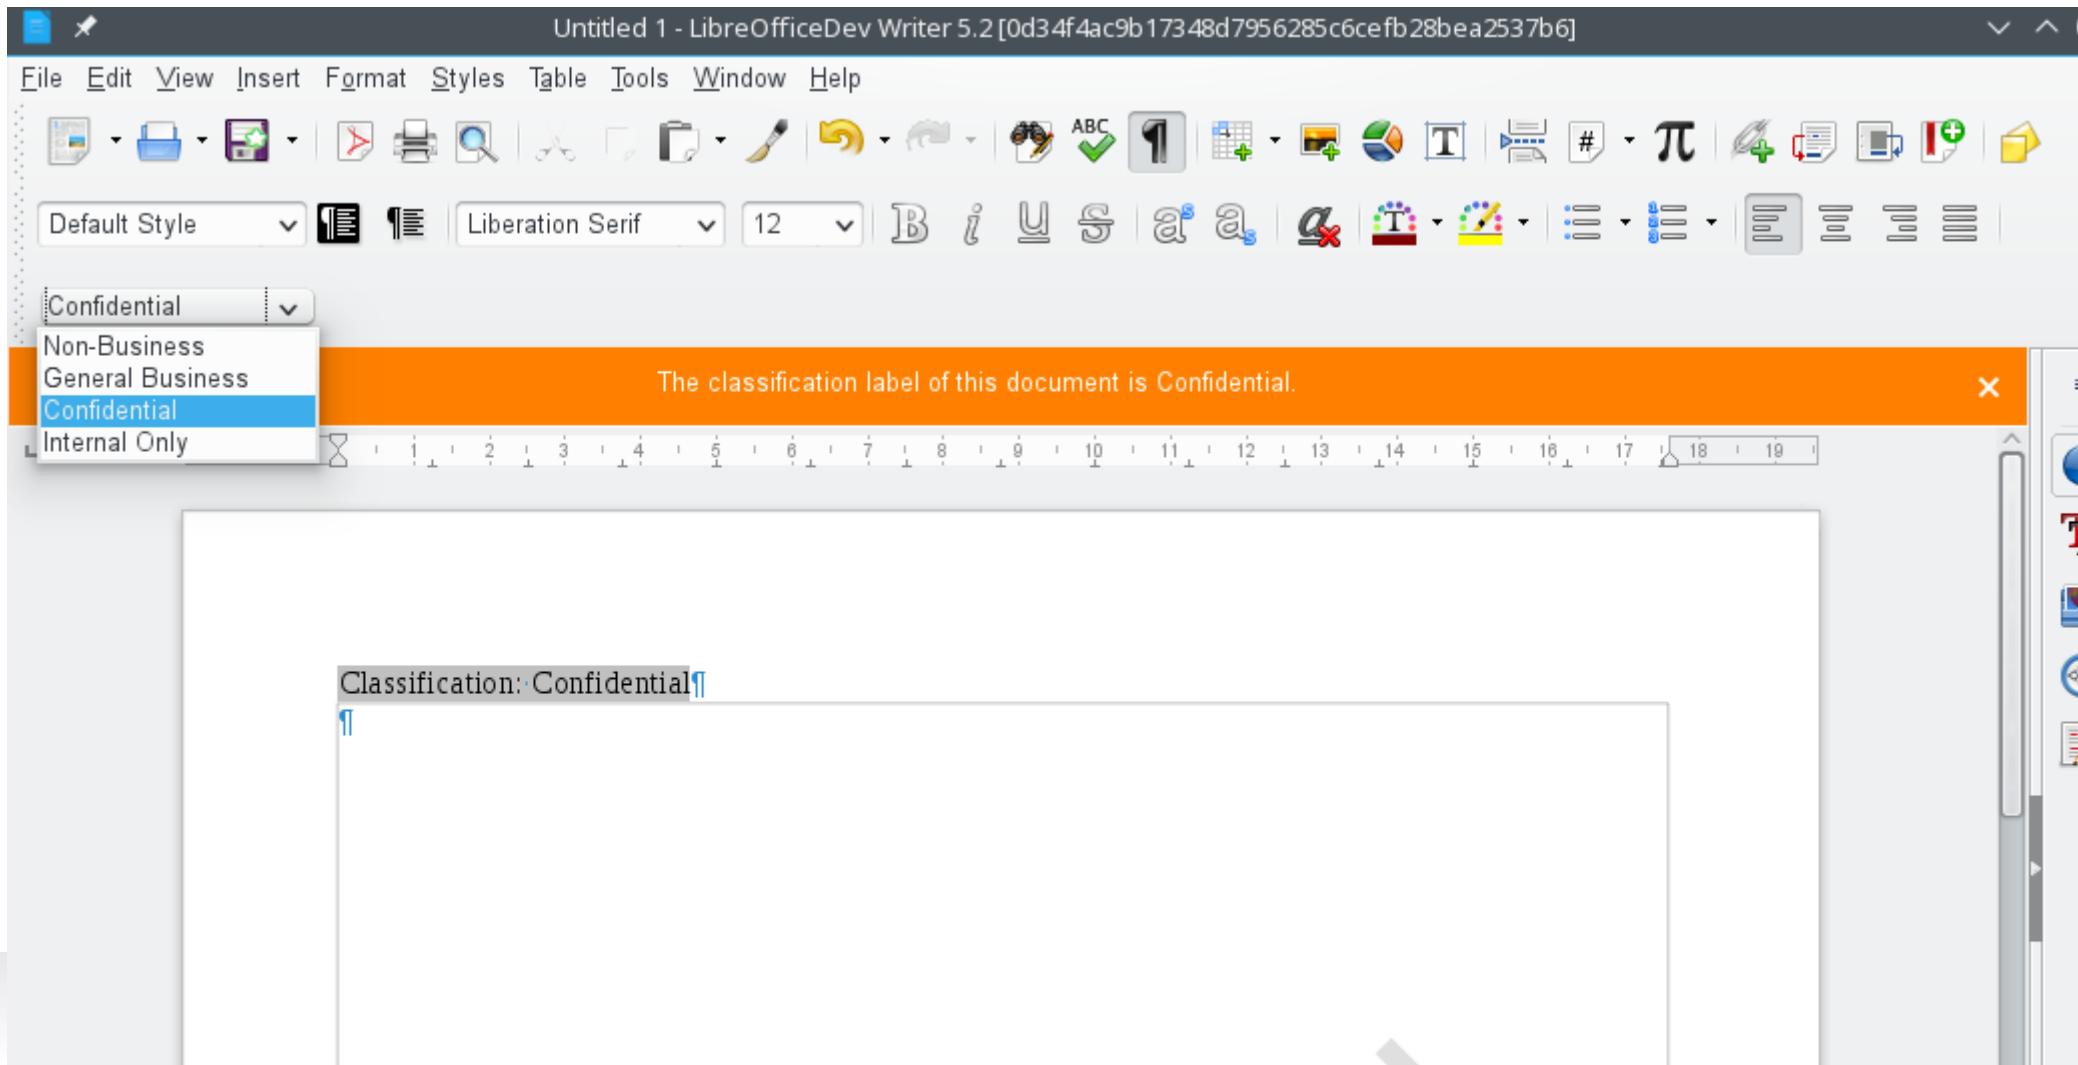 Untitled 1 - LibreOfficeDev Writer 5.2 [0d34f4ac9b17348d7956285c6cefb28bea2537b6]
File Edit View Insert Format Styles Table Tools Window Help
ABC # π
Default Style Liberation Serif 12
Confidential
Non-Business
General Business
Confidential
Internal Only
The classification label of this document is Confidential.
1 2 3 4 5 6 7 8 9 10 11 12 13 14 15 16 17 18 19
Classification: Confidential¶
¶